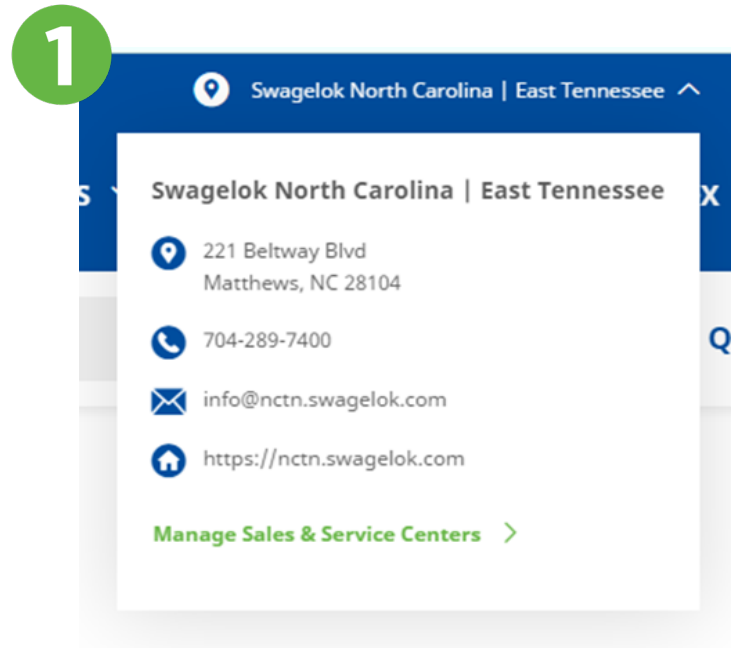 1
Swagelok North Carolina | East Tennessee
S
X
Swagelok North Carolina | East Tennessee
221 Beltway Blvd
Matthews, NC 28104
704-289-7400
Q
info@nctn.swagelok.com
https://nctn.swagelok.com
Manage Sales & Service Centers